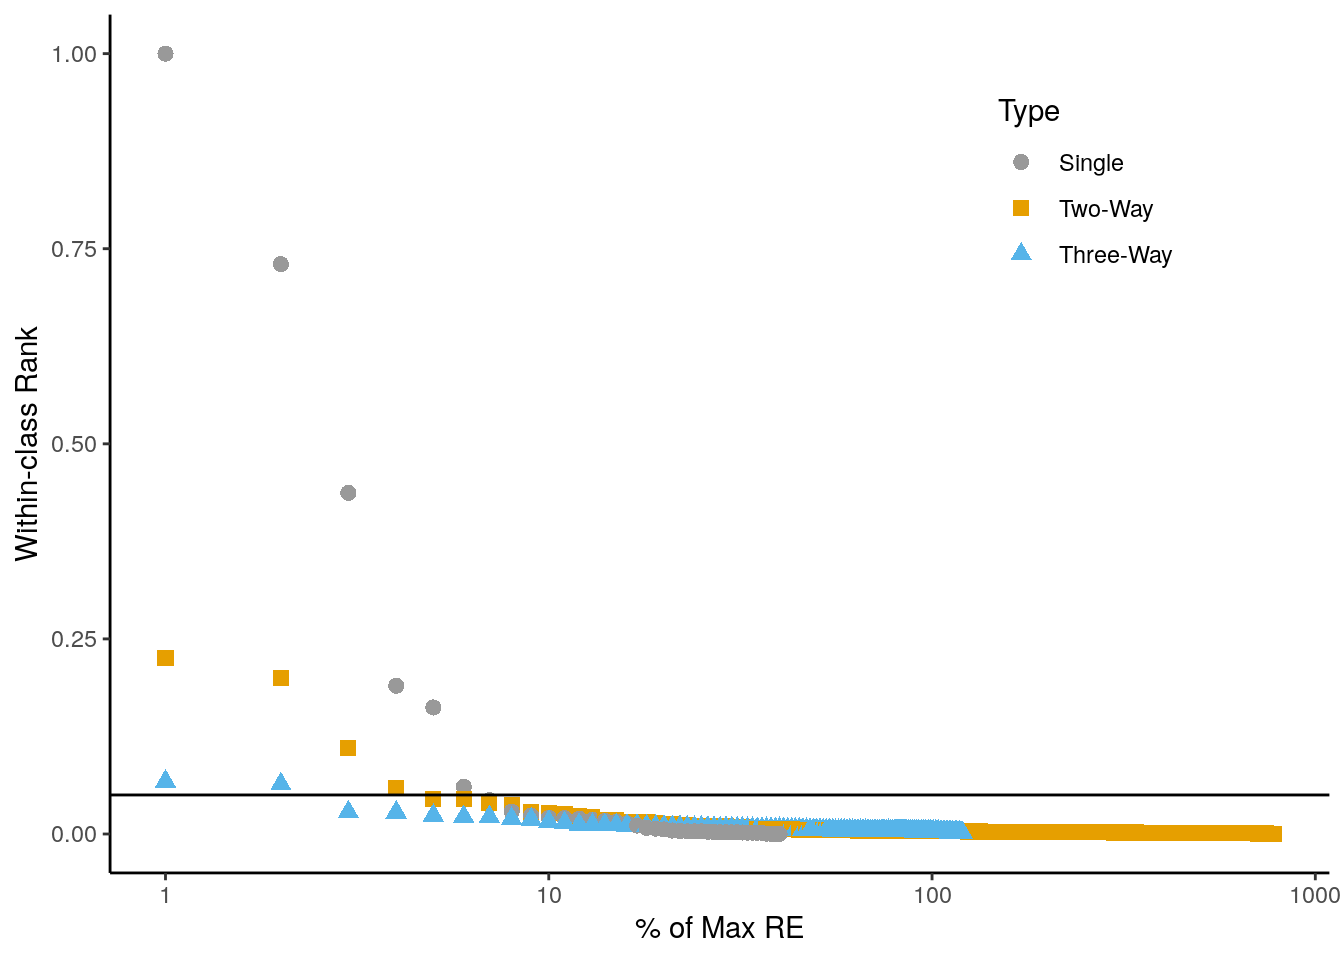 1.00
0.75
0.50
0.25
0.00
Within-class Rank
1
10
100
1000
% of Max RE
Type
Single
Two-Way
Three-Way